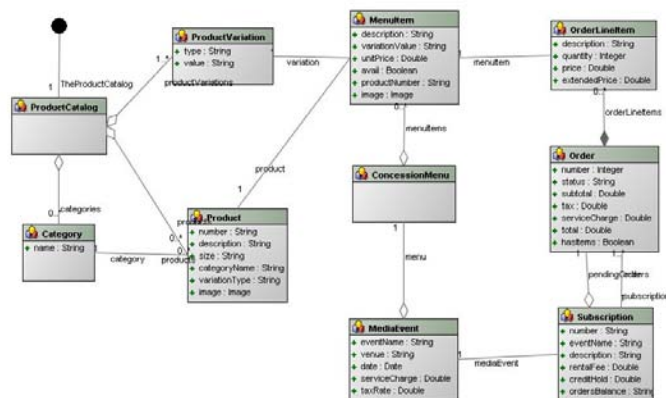 ProductVariation
type : String
value : String
1..*
productVariations
1
TheProductCatalog
ProductCatalog
0..*
categories
Category
name : String
1
category
products
0..*
Product
number : String
description : String
size : String
categoryName : String
variationType : String
image : Image
1
product
variation
MenuItem
description : String
variationValue : String
unitPrice : Double
avail : Boolean
productNumber : String
image : Image
menuItems
ConcessionMenu
1
menu
MediaEvent
eventName : String
venue : String
date : Date
serviceCharge : Double
taxRate : Double
1
menuItem
OrderLineItem
description : String
quantity : Integer
price : Double
extendedPrice : Double
orderLineItems
Order
number : Integer
status : String
subtotal : Double
tax : Double
serviceCharge : Double
total : Double
hasItems : Boolean
1
subscription
1
mediaEvent
Subscription
number : String
eventName : String
description : String
rentalFee : Double
creditHold : Double
ordersBalance : String